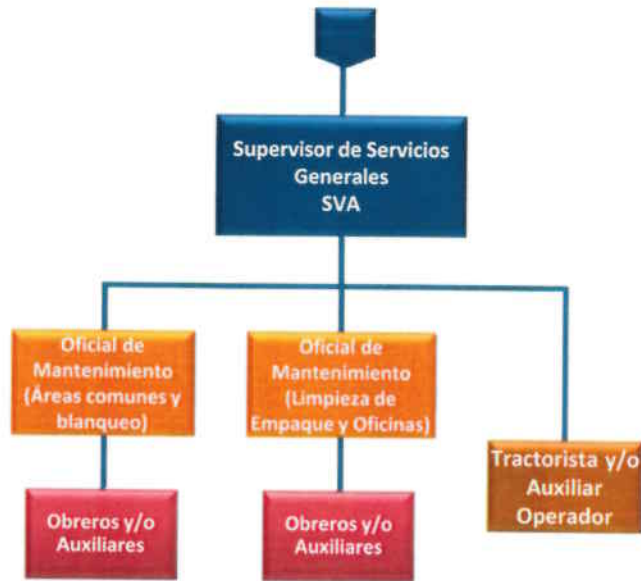 Supervisor de Servicios
Generales
SVA
Oficial de
Mantenimiento
(Áreas comunes y
blanqueo)
Oficial de
Mantenimiento
(Limpieza de
Empaque y Oficinas)
Tractorista y/o
Auxiliar
Operador
Obreros y/o
Auxiliares
Obreros y/o
Auxiliares